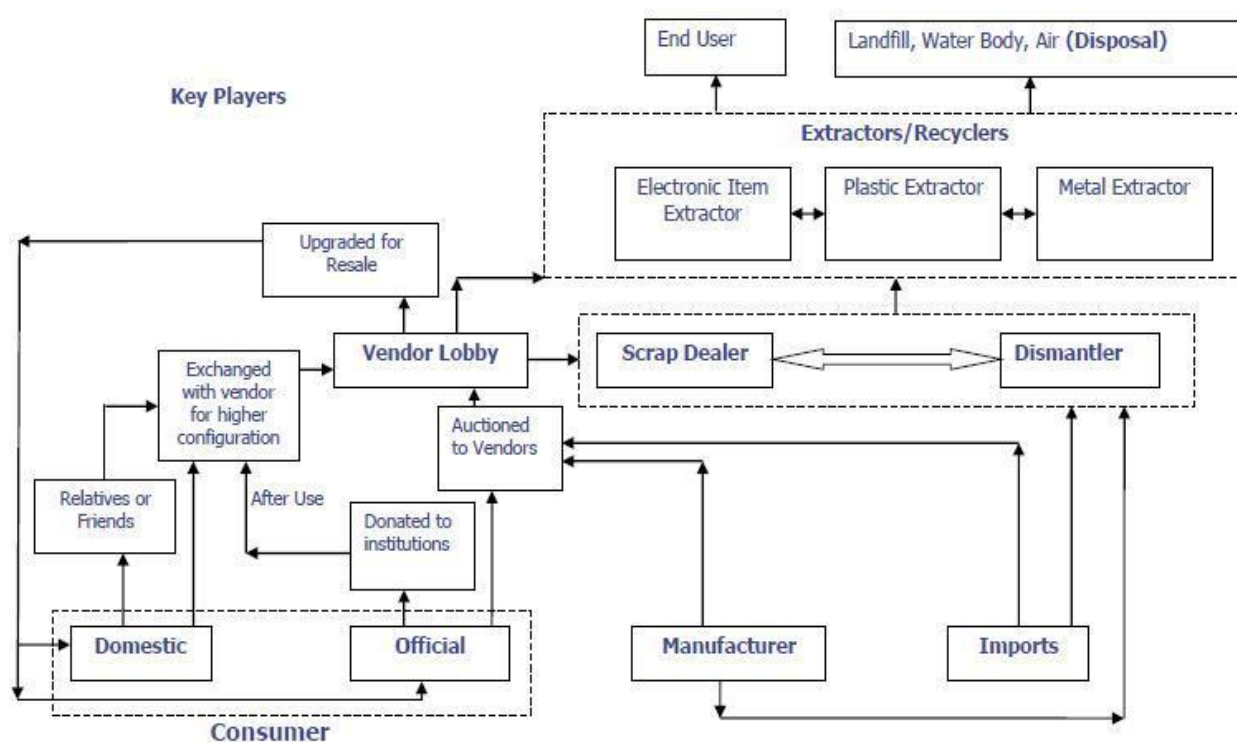 End User
Landfill, Water Body, Air (Disposal)
Key Players
Extractors/Recyclers
Electronic Item
Extractor
Plastic Extractor
Metal Extractor
Upgraded for
Resale
Vendor Lobby
Scrap Dealer
Dismantler
Exchanged
with vendor
for higher
configuration
Auctioned
to Vendors
Relatives or
Friends
After Use
Donated to
institutions
Domestic
Official
Manufacturer
Imports
Consumer